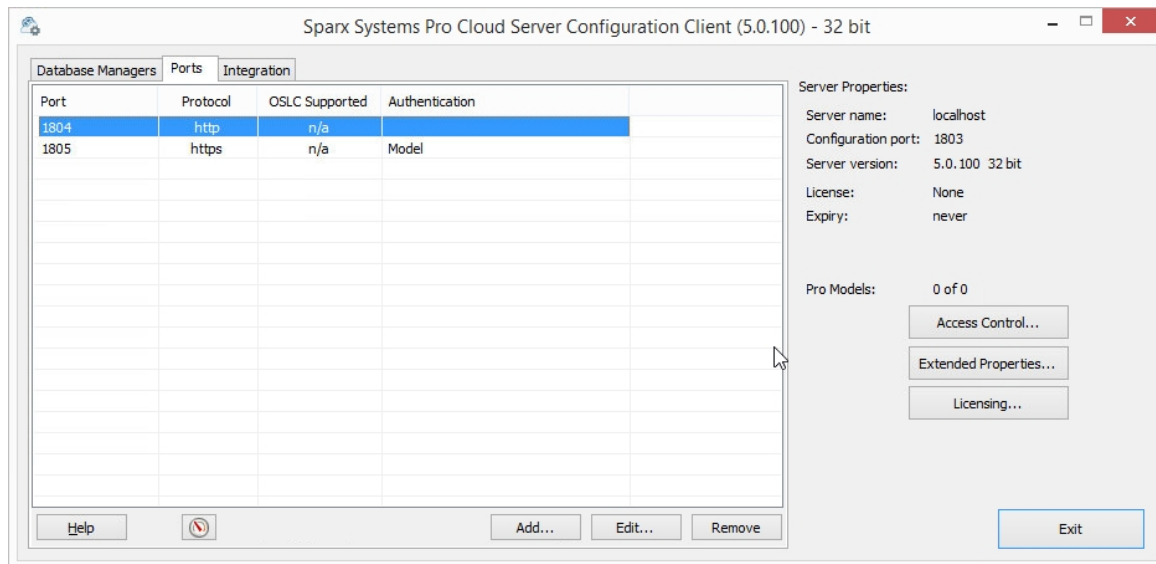 Sparx Systems Pro Cloud Server Configuration Client (5.0.100) - 32 bit
Database Managers Ports Integration
Port Protocol OSLC Supported Authentication
1804 http n/a
1805 https n/a Model
Help Add... Edit... Remove
Server Properties:
Server name: localhost
Configuration port: 1803
Server version: 5.0.100 32 bit
License: None
Expiry: never
Pro Models: 0 of 0
Access Control...
Extended Properties...
Licensing...
Exit